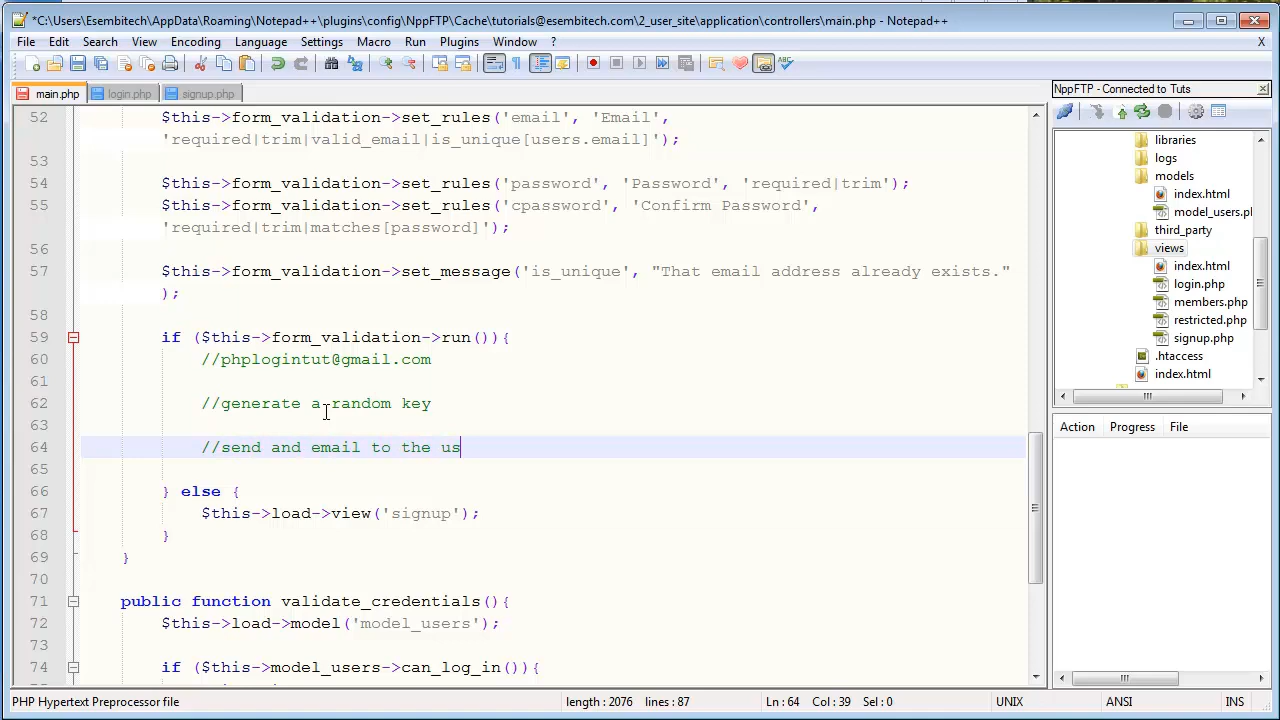 *C:\Users\Esembitech\AppData\Roaming\Notepad++\plugins\config\NppFTP\Cache\tutorials@esembitech.com\2_user_site\application\controllers\main.php - Notepad++
File Edit Search View Encoding Language Settings Macro Run Plugins Window ? X
main.php login.php signup.php
52 $this->form_validation->set_rules('email', 'Email',
'required|trim|valid_email|is_unique[users.email]');
53
54 $this->form_validation->set_rules('password', 'Password', 'required|trim');
55 $this->form_validation->set_rules('cpassword', 'Confirm Password',
'required|trim|matches[password]');
56
57 $this->form_validation->set_message('is_unique', "That email address already exists."
);
58
59 if ($this->form_validation->run()){
60 //phplogintut@gmail.com
61
62 //generate a random key
63
64 //send and email to the us
65
66 } else {
67 $this->load->view('signup');
68 }
69 }
70
71 public function validate_credentials(){
72 $this->load->model('model_users');
73
74 if ($this->model_users->can_log_in()){
NppFTP - Connected to Tuts
libraries
logs
models
index.html
model_users.pl
third_party
views
index.html
login.php
members.php
restricted.php
signup.php
.htaccess
index.html
Action Progress File
PHP Hypertext Preprocessor file length : 2076 lines : 87 Ln : 64 Col : 39 Sel : 0 UNIX ANSI INS